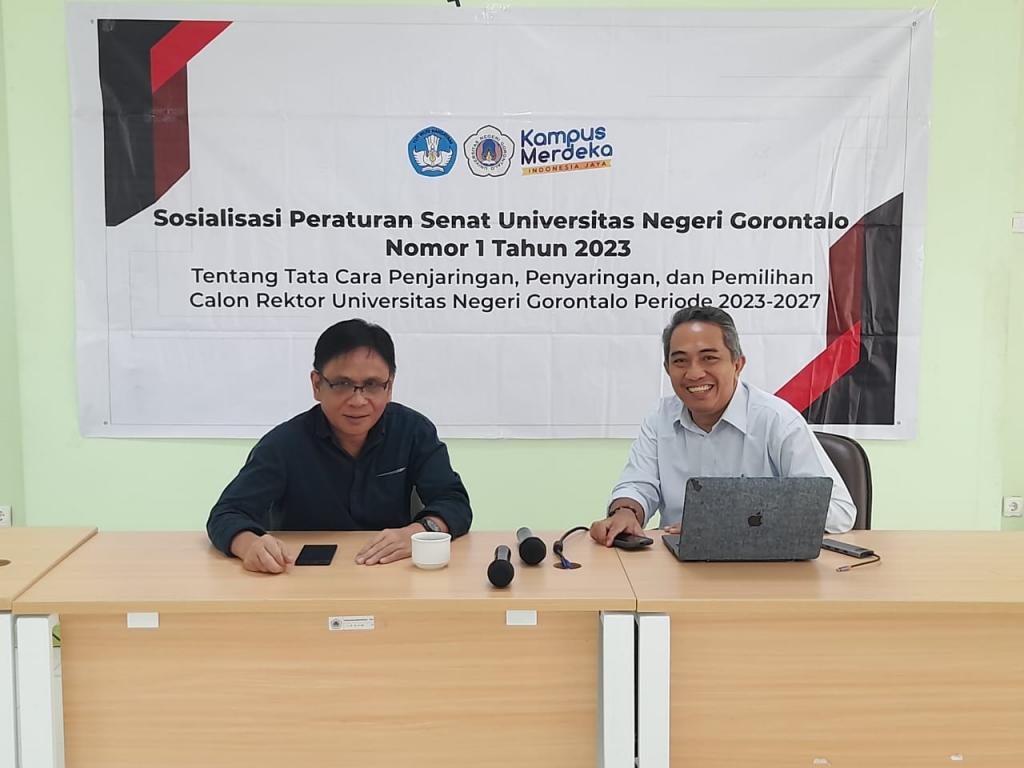 Kampus
Merdeka
INDONESIA JAYA
Sosialisasi Peraturan Senat Universitas Negeri Gorontalo
Nomor 1 Tahun 2023
Tentang Tata Cara Penjaringan, Penyaringan, dan Pemilihan
Calon Rektor Universitas Negeri Gorontalo Periode 2023-2027